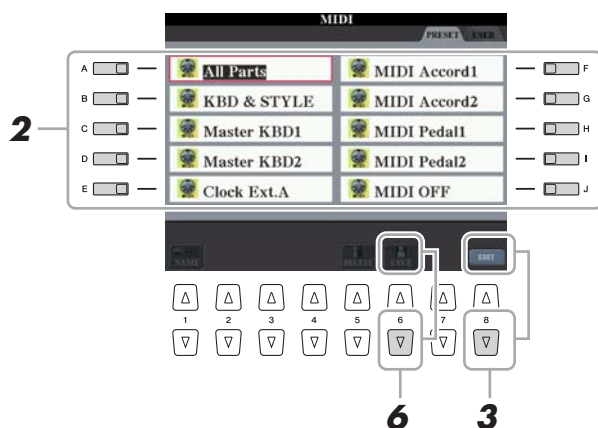 MIDI
PRESET USER
A All Parts MIDI Accord1 F
B KBD & STYLE MIDI Accord2 G
2 C Master KBD1 MIDI Pedal1 H
D Master KBD2 MIDI Pedal2 I
E Clock Ext.A MIDI OFF J
NAME DELETE SAVE EDIT
1 2 3 4 5 6 7 8
6 3